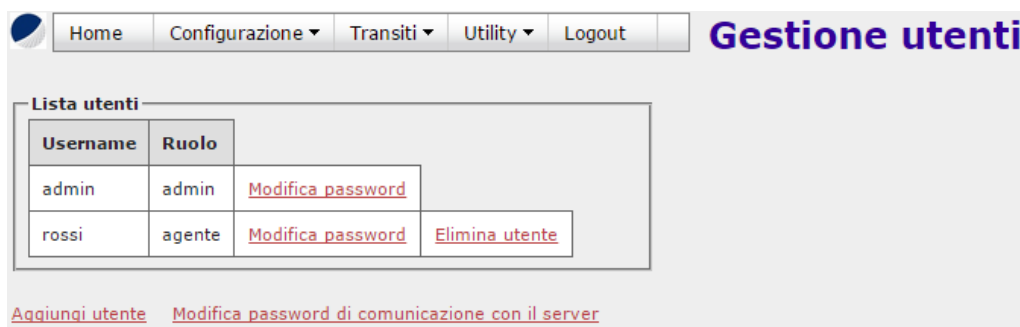 Home Configurazione ▾ Transiti ▾ Utility ▾ Logout Gestione utenti
Lista utenti
Username Ruolo
admin admin Modifica password
rossi agente Modifica password Elimina utente
Aggiungi utente Modifica password di comunicazione con il server